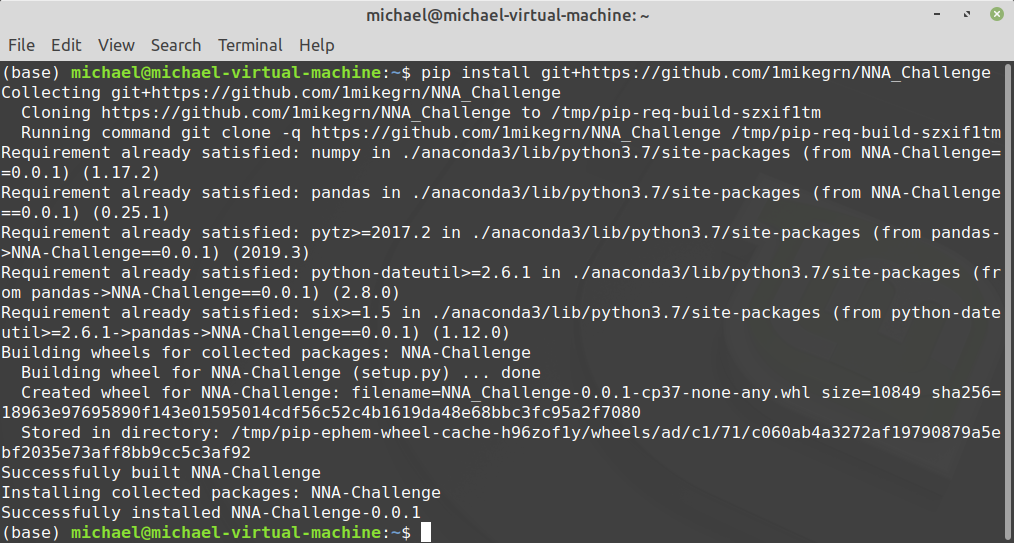 michael@michael-virtual-machine: ~
File Edit View Search Terminal Help
(base) michael@michael-virtual-machine:~$ pip install git+https://github.com/1mikegrn/NNA_Challenge
Collecting git+https://github.com/1mikegrn/NNA_Challenge
  Cloning https://github.com/1mikegrn/NNA_Challenge to /tmp/pip-req-build-szxif1tm
  Running command git clone -q https://github.com/1mikegrn/NNA_Challenge /tmp/pip-req-build-szxif1tm
Requirement already satisfied: numpy in ./anaconda3/lib/python3.7/site-packages (from NNA-Challenge=
=0.0.1) (1.17.2)
Requirement already satisfied: pandas in ./anaconda3/lib/python3.7/site-packages (from NNA-Challenge
==0.0.1) (0.25.1)
Requirement already satisfied: pytz>=2017.2 in ./anaconda3/lib/python3.7/site-packages (from pandas-
>NNA-Challenge==0.0.1) (2019.3)
Requirement already satisfied: python-dateutil>=2.6.1 in ./anaconda3/lib/python3.7/site-packages (fr
om pandas->NNA-Challenge==0.0.1) (2.8.0)
Requirement already satisfied: six>=1.5 in ./anaconda3/lib/python3.7/site-packages (from python-date
util>=2.6.1->pandas->NNA-Challenge==0.0.1) (1.12.0)
Building wheels for collected packages: NNA-Challenge
  Building wheel for NNA-Challenge (setup.py) ... done
  Created wheel for NNA-Challenge: filename=NNA_Challenge-0.0.1-cp37-none-any.whl size=10849 sha256=
18963e97695890f143e01595014cdf56c52c4b1619da48e68bbc3fc95a2f7080
  Stored in directory: /tmp/pip-ephem-wheel-cache-h96zof1y/wheels/ad/c1/71/c060ab4a3272af19790879a5e
bf2035e73aff8bb9cc5c3af92
Successfully built NNA-Challenge
Installing collected packages: NNA-Challenge
Successfully installed NNA-Challenge-0.0.1
(base) michael@michael-virtual-machine:~$